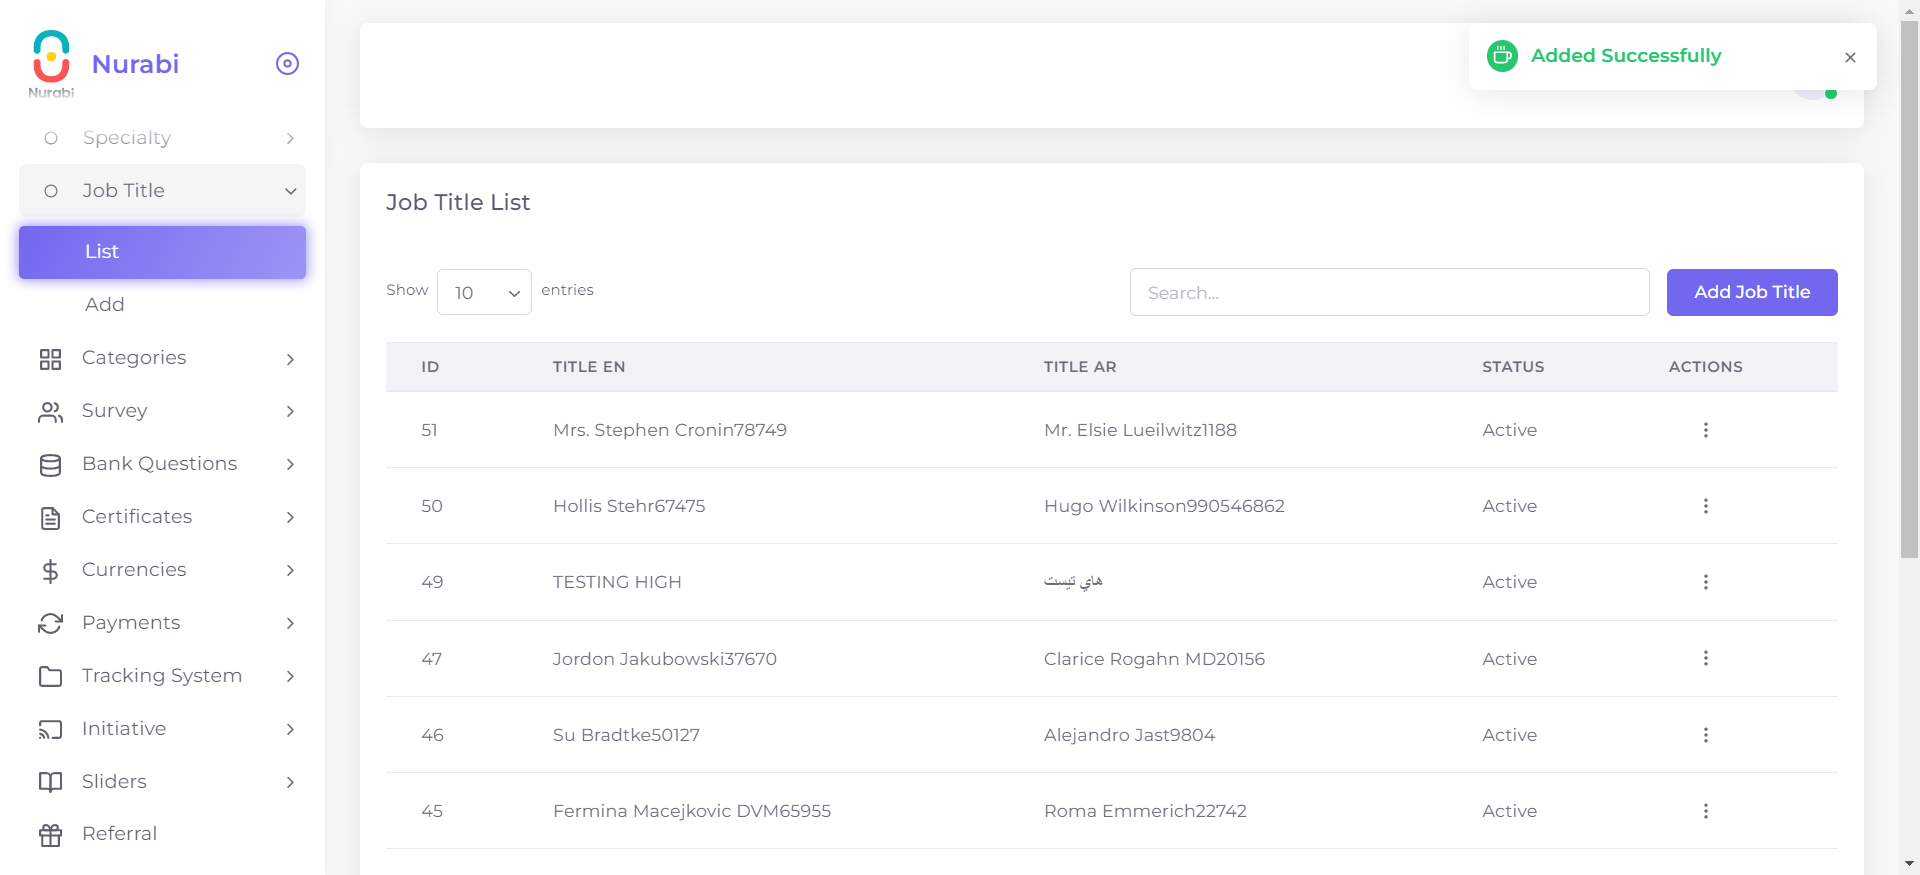 Nurabi
Nurabi
Specialty
Job Title
List
Add
Categories
Survey
Bank Questions
Certificates
Currencies
Payments
Tracking System
Initiative
Sliders
Referral
Added Successfully
Job Title List
Show 10 entries
Search...
Add Job Title
ID TITLE EN TITLE AR STATUS ACTIONS
51 Mrs. Stephen Cronin78749 Mr. Elsie Lueilwitz1188 Active
50 Hollis Stehr67475 Hugo Wilkinson990546862 Active
49 TESTING HIGH هاي تيست Active
47 Jordon Jakubowski37670 Clarice Rogahn MD20156 Active
46 Su Bradtke50127 Alejandro Jast9804 Active
45 Fermina Macejkovic DVM65955 Roma Emmerich22742 Active